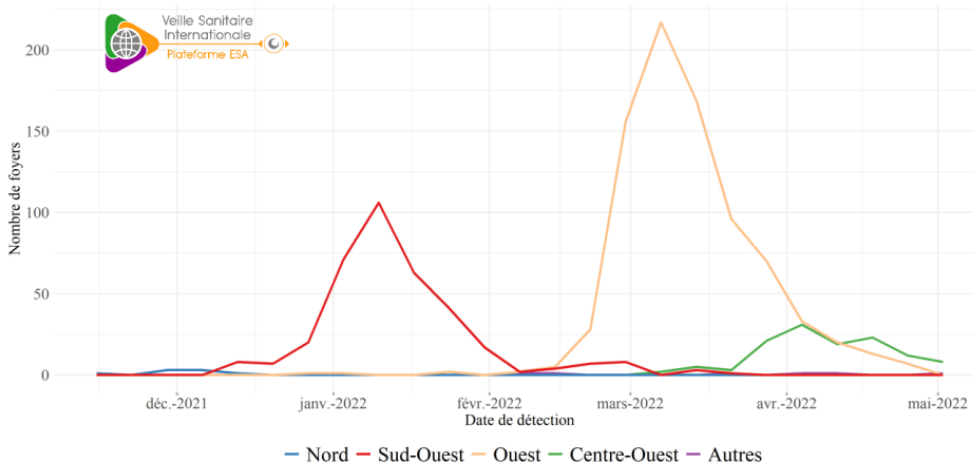 Veille Sanitaire
Internationale
Plateforme ESA
Nombre de foyers
200
150
100
50
0
déc.-2021 janv.-2022 févr.-2022 mars-2022 avr.-2022 mai-2022
Date de détection
Nord Sud-Ouest Ouest Centre-Ouest Autres